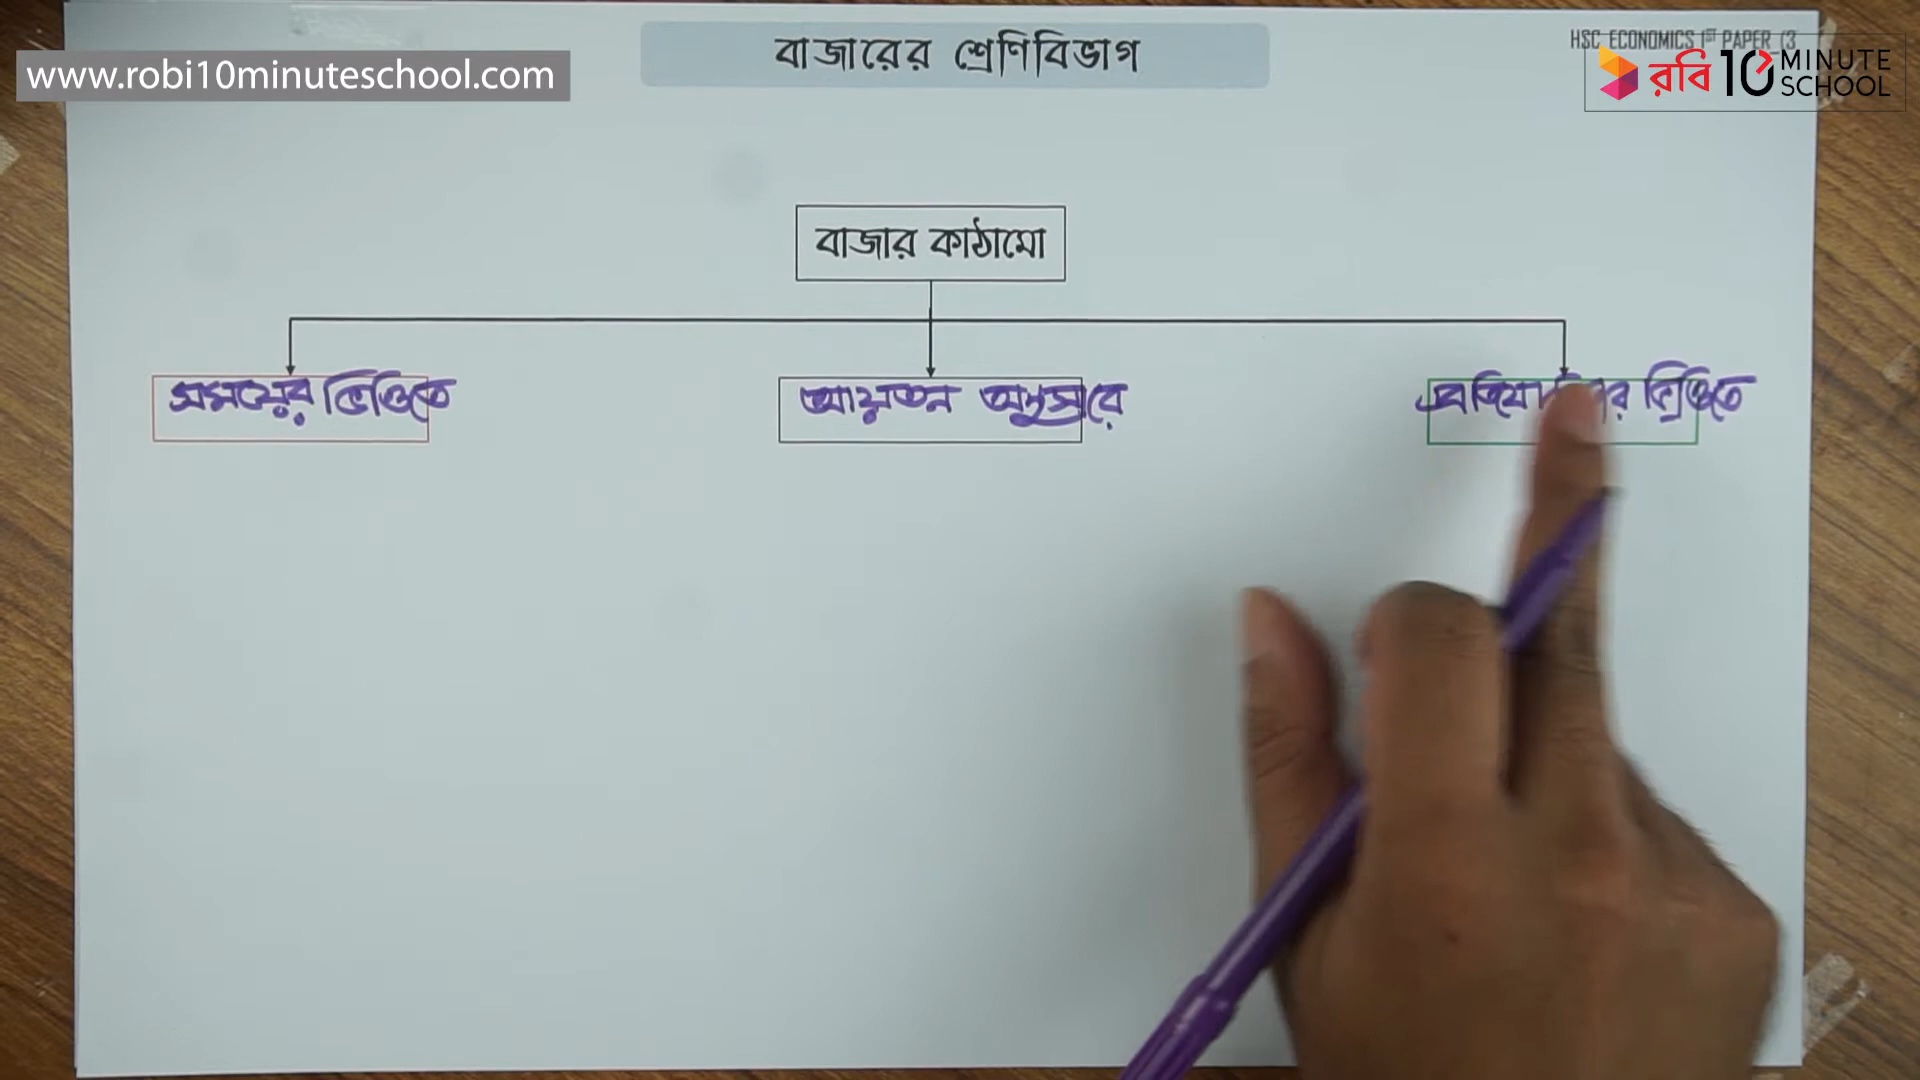 www.robi10minuteschool.com
বাজারের শ্রেণিবিভাগ
HSC ECONOMICS 1ST PAPER
রবি 10 MINUTE SCHOOL
বাজার কাঠামো
সময়ের ভিত্তিতে
আয়তন অনুসারে
ভিত্তিতে